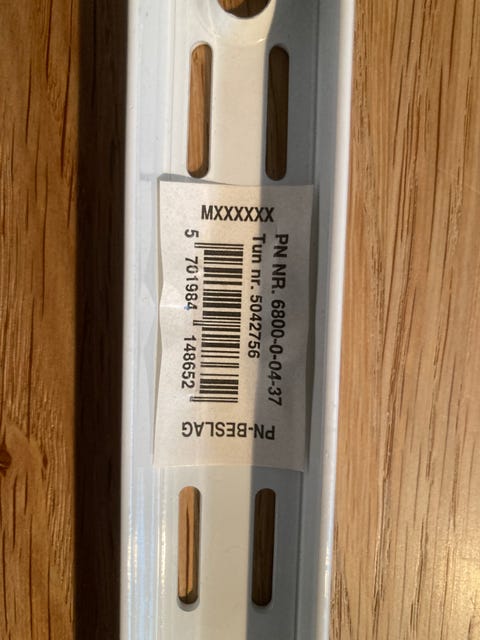 MXXXXXX
PN NR. 6800-0-04-37
Tun nr. 5042756
5 701984 148652
PN-BESLAG